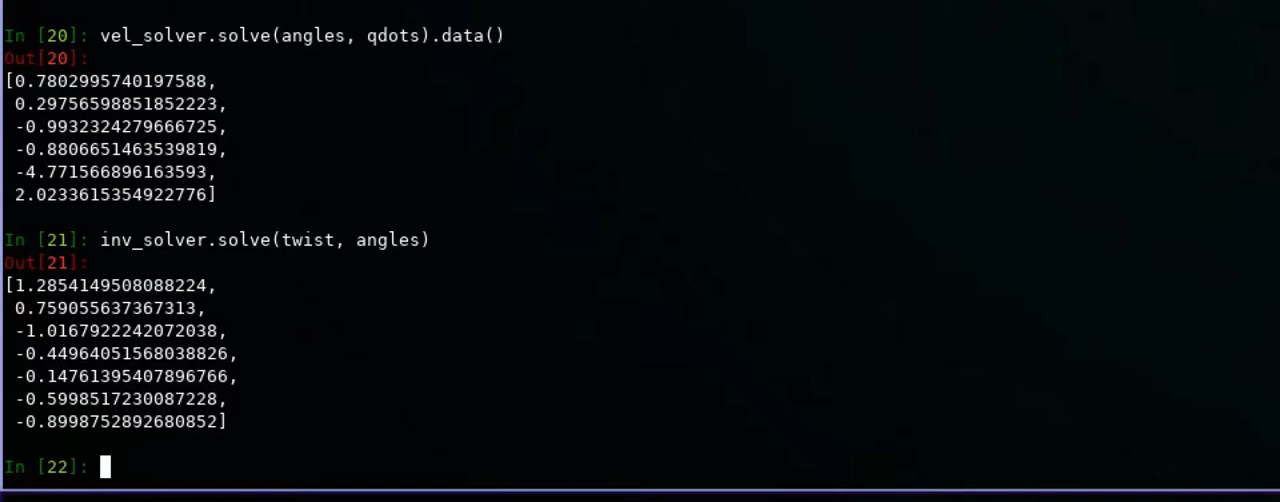 In [20]: vel_solver.solve(angles, qdots).data()
Out[20]:
[0.7802995740197588,
 0.29756598851852223,
 -0.9932324279666725,
 -0.8806651463539819,
 -4.771566896163593,
 2.0233615354922776]
In [21]: inv_solver.solve(twist, angles)
Out[21]:
[1.2854149508088224,
 0.759055637367313,
 -1.0167922242072038,
 -0.44964051568038826,
 -0.14761395407896766,
 -0.5998517230087228,
 -0.8998752892680852]
In [22]: